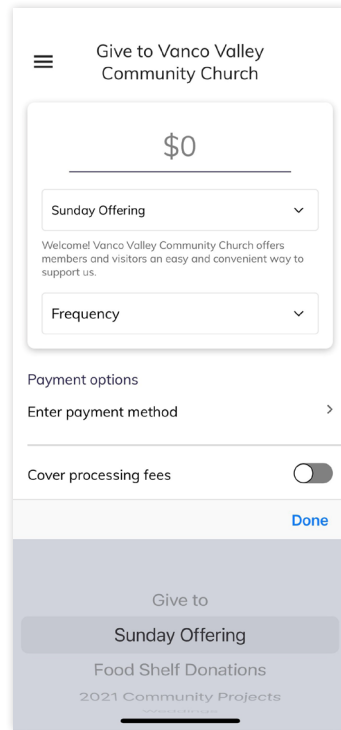 Give to Vanco Valley
Community Church
$0
Sunday Offering
Welcome! Vanco Valley Community Church offers
members and visitors an easy and convenient way to
support us.
Frequency
Payment options
Enter payment method
Cover processing fees
Done
Give to
Sunday Offering
Food Shelf Donations
2021 Community Projects